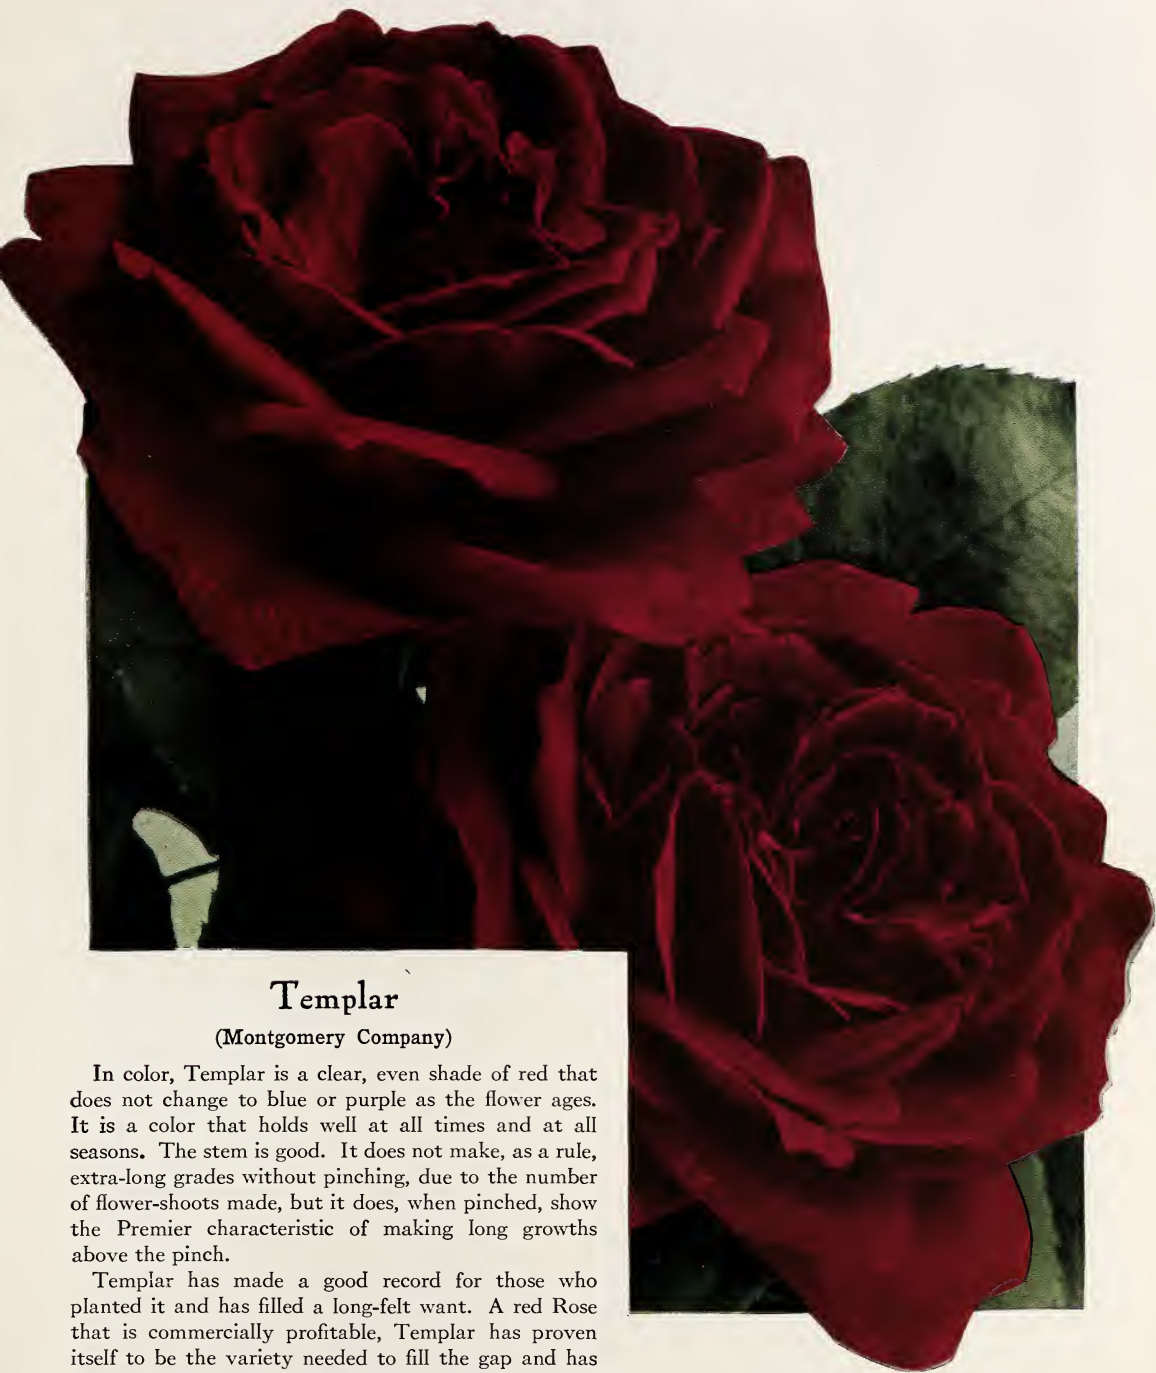 Templar
(Montgomery Company)
In color, Templar is a clear, even shade of red that
does not change to blue or purple as the flower ages.
It is a color that holds well at all times and at all
seasons. The stem is good. It does not make, as a rule,
extra-long grades without pinching, due to the number
of flower-shoots made, but it does, when pinched, show
the Premier characteristic of making long growths
above the pinch.
Templar has made a good record for those who
planted it and has filled a long-felt want. A red Rose
that is commercially profitable, Templar has proven
itself to be the variety needed to fill the gap and has